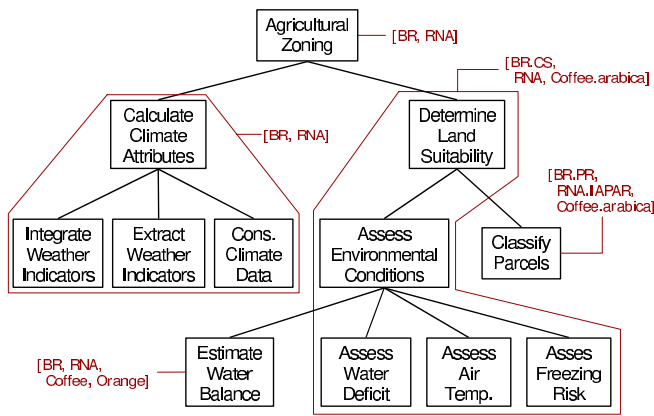 Agricultural
Zoning
[BR, RNA]
[BR.CS,
RNA, Coffee.arabica]
Calculate
Climate
Attributes
[BR, RNA]
Determine
Land
Suitability
[BR.PR,
RNA.IAPAR,
Coffee.arabica]
Integrate
Weather
Indicators
Extract
Weather
Indicators
Cons.
Climate
Data
Assess
Environmental
Conditions
Classify
Parcels
[BR, RNA,
Coffee, Orange]
Estimate
Water
Balance
Assess
Water
Deficit
Assess
Air
Temp.
Asses
Freezing
Risk